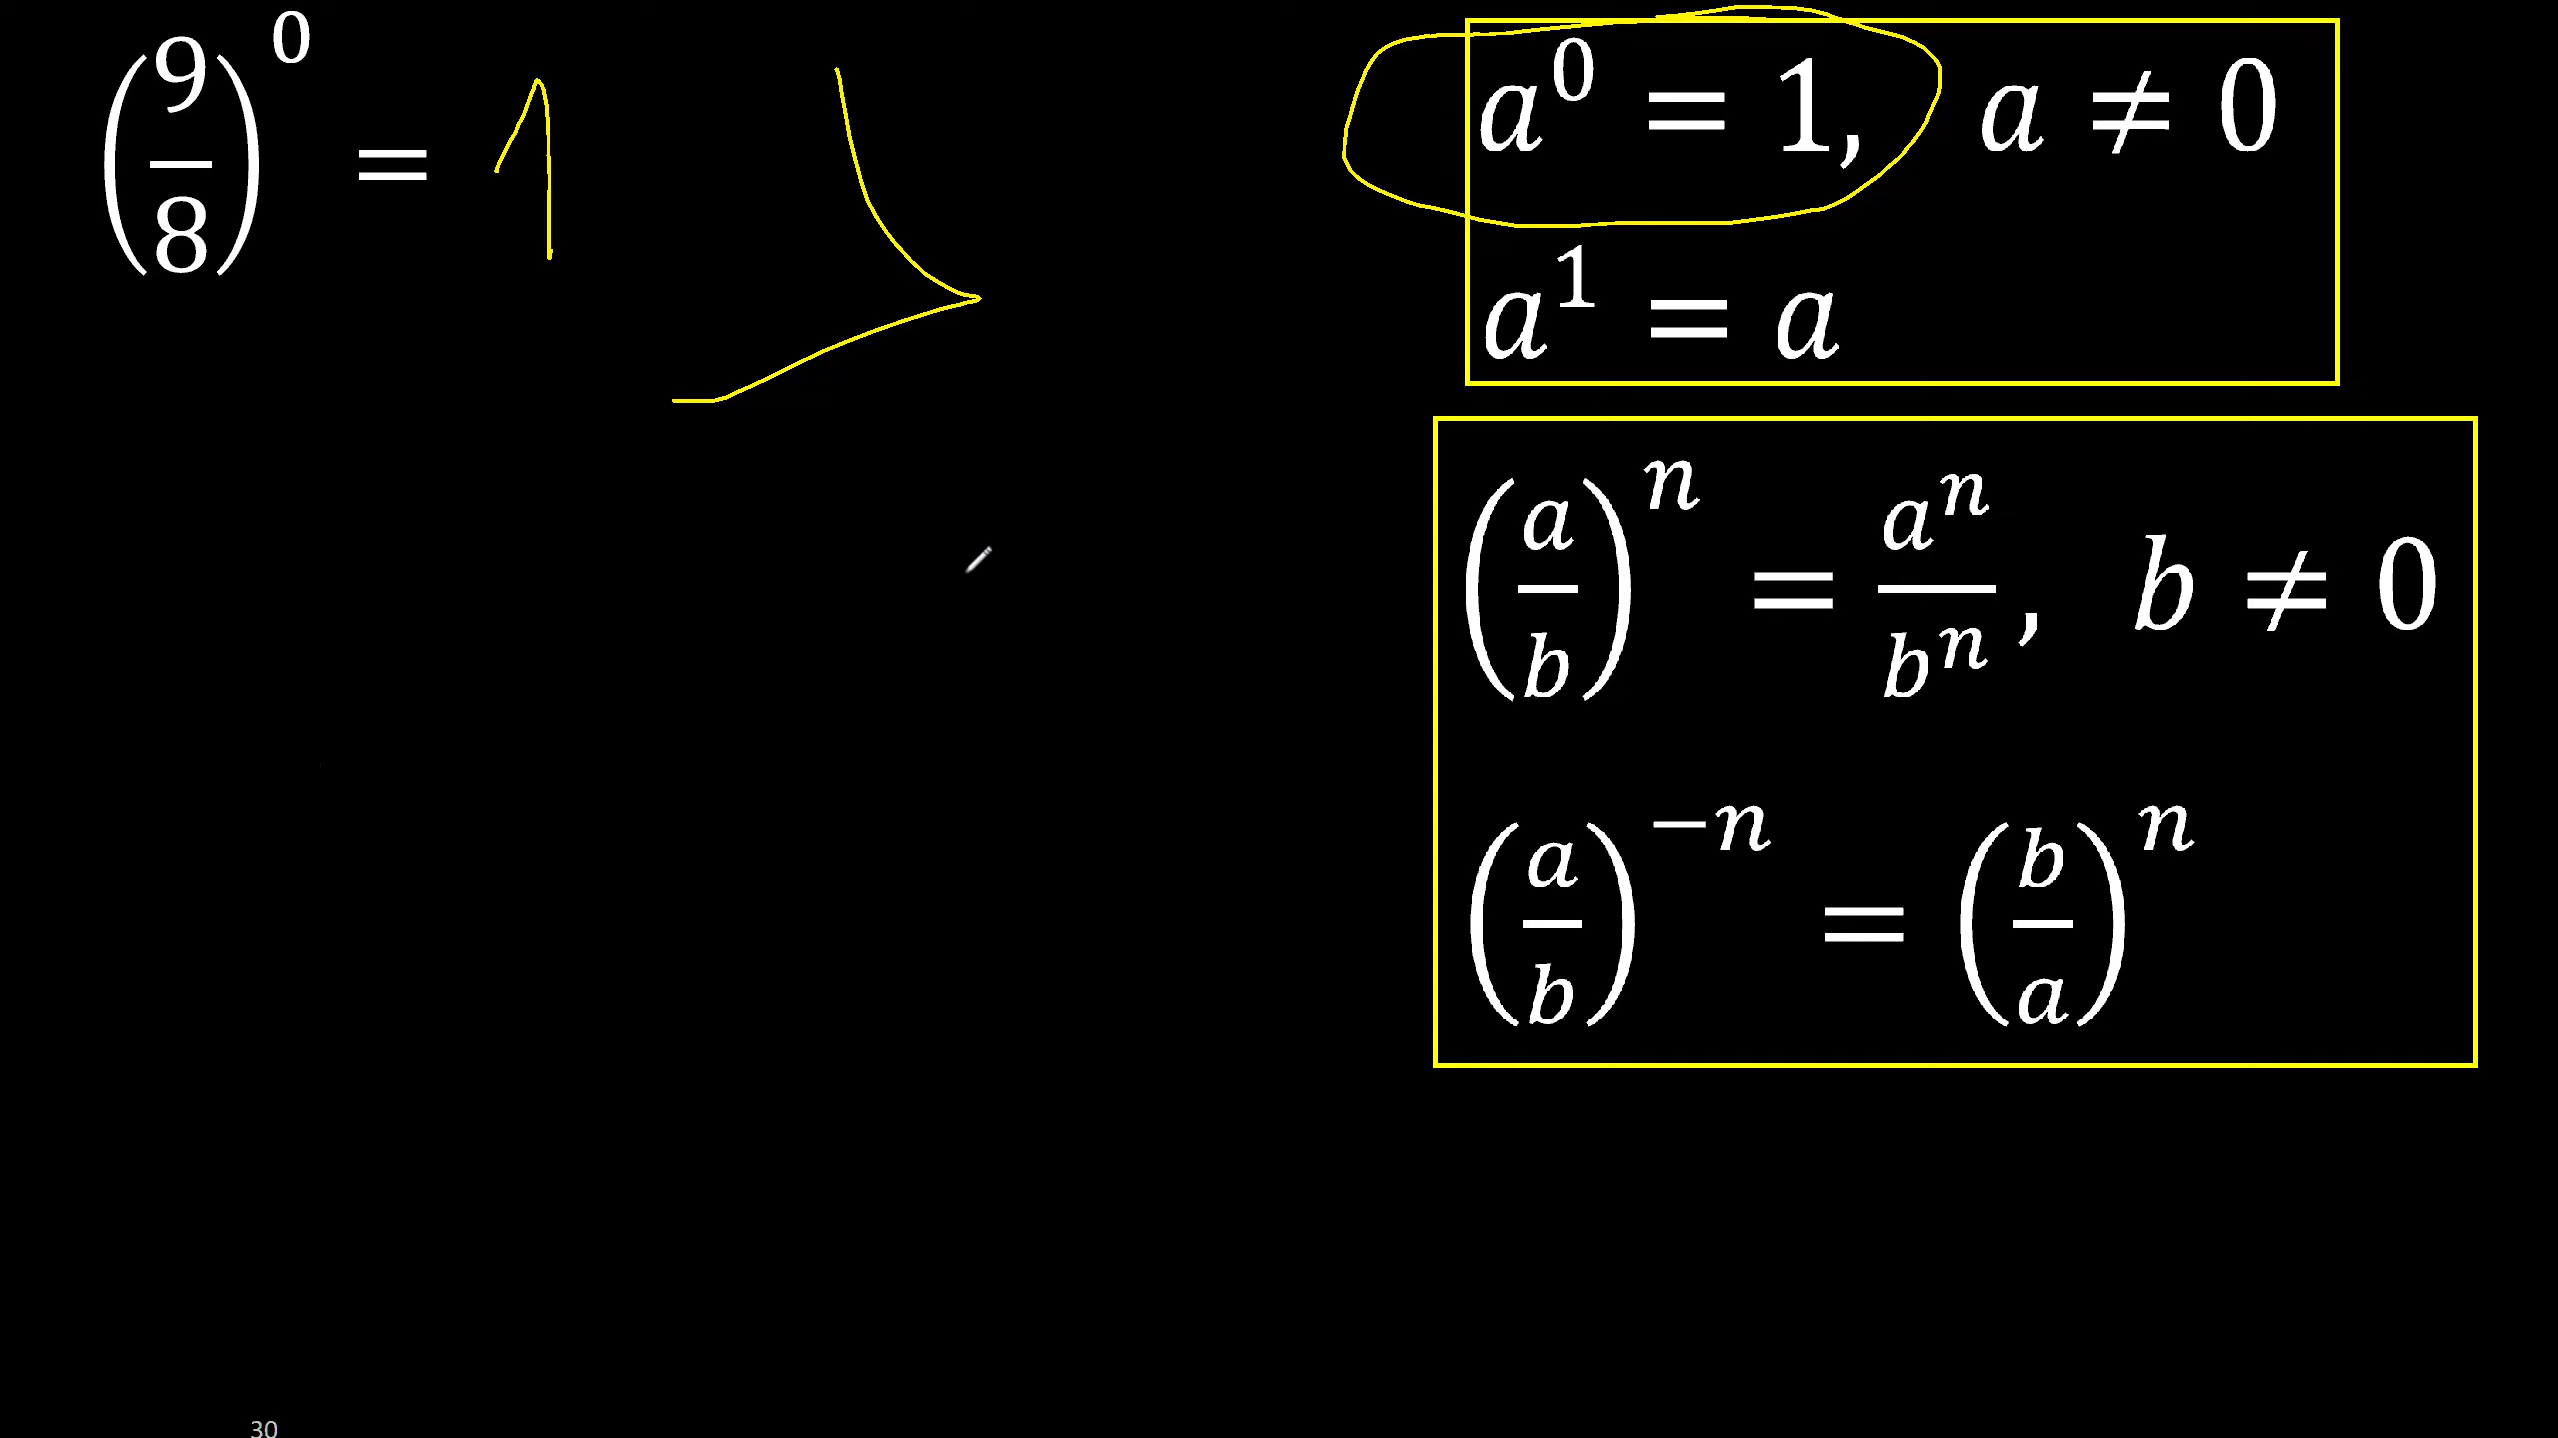 (9/8)^0 = 1
a^0 = 1, a ≠ 0
a^1 = a
(a/b)^n = a^n/b^n, b ≠ 0
(a/b)^−n = (b/a)^n
30